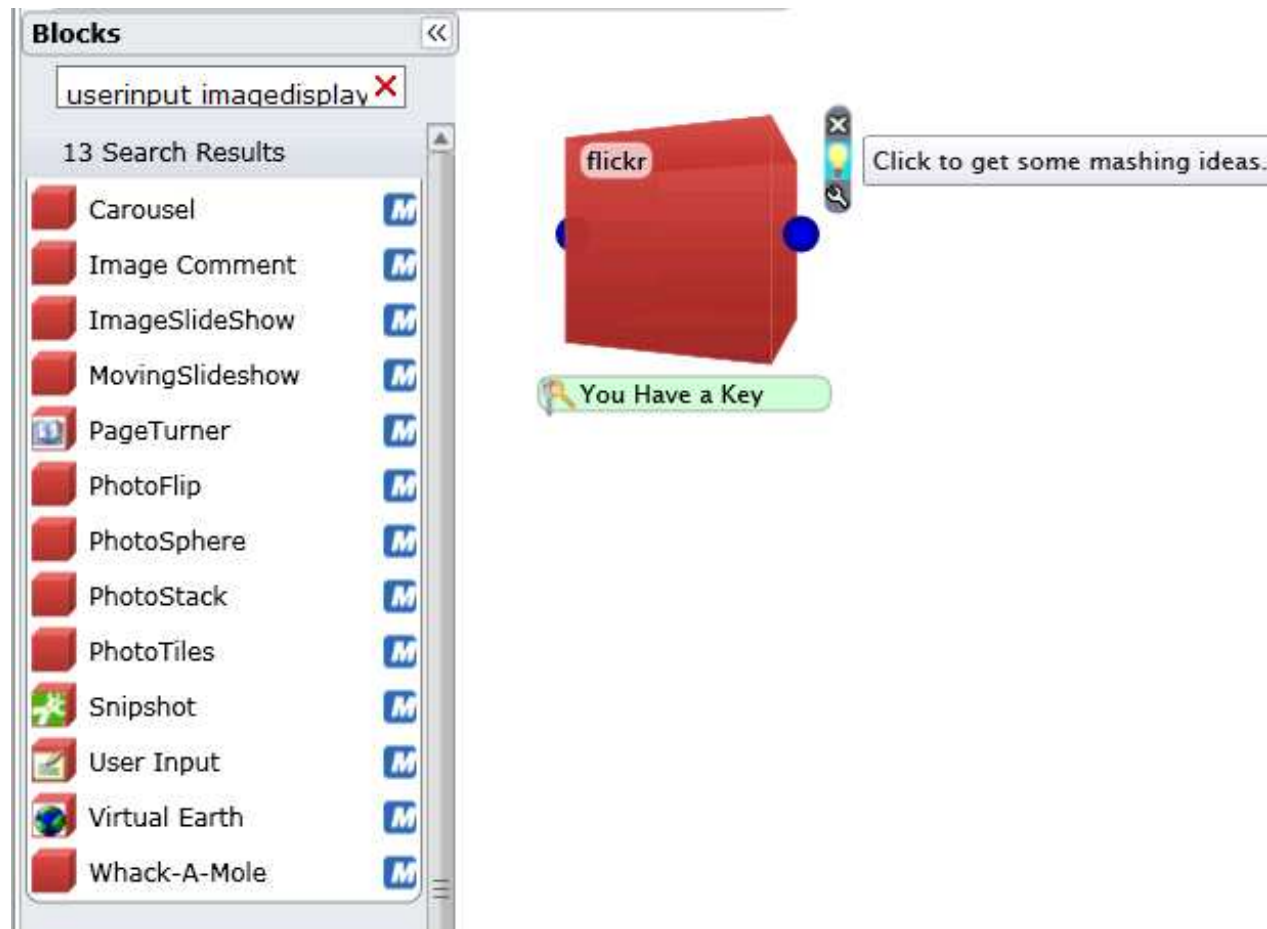 Blocks
userinput imagedisplay
13 Search Results
Carousel M
Image Comment M
ImageSlideShow M
MovingSlideshow M
PageTurner M
PhotoFlip M
PhotoSphere M
PhotoStack M
PhotoTiles M
Snipshot M
User Input M
Virtual Earth M
Whack-A-Mole M
flickr
Click to get some mashing ideas.
You Have a Key